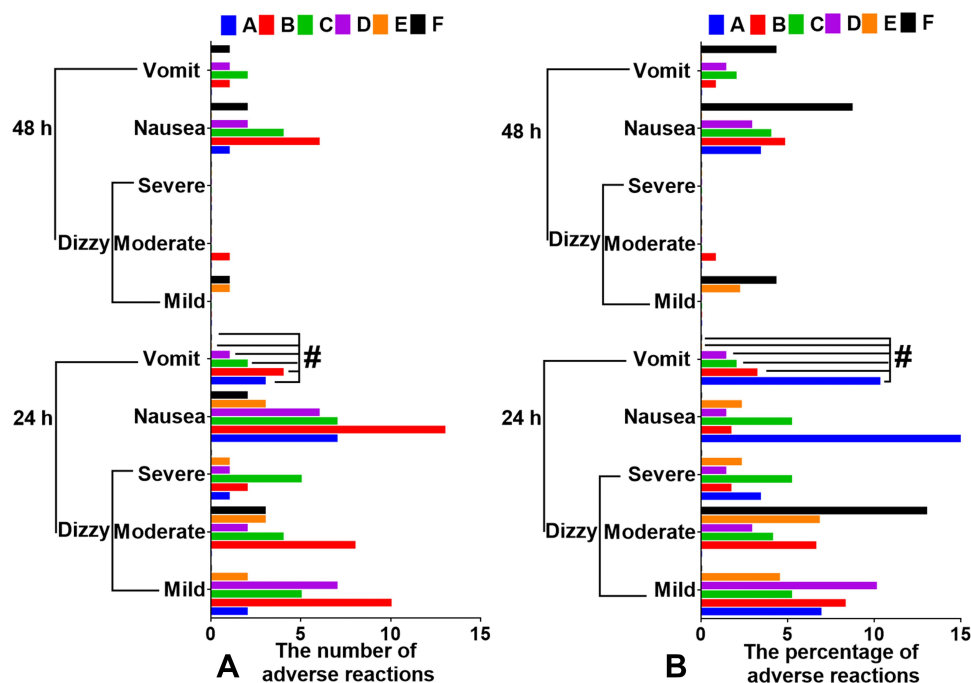 A B C D E F
Vomit
48 h
Nausea
Severe
Dizzy Moderate
Mild
Vomit
#
24 h
Nausea
Severe
Dizzy Moderate
Mild
0 5 10 15
A
The number of
adverse reactions
A B C D E F
Vomit
48 h
Nausea
Severe
Dizzy Moderate
Mild
Vomit
#
24 h
Nausea
Severe
Dizzy Moderate
Mild
0 5 10 15
B
The percentage of
adverse reactions